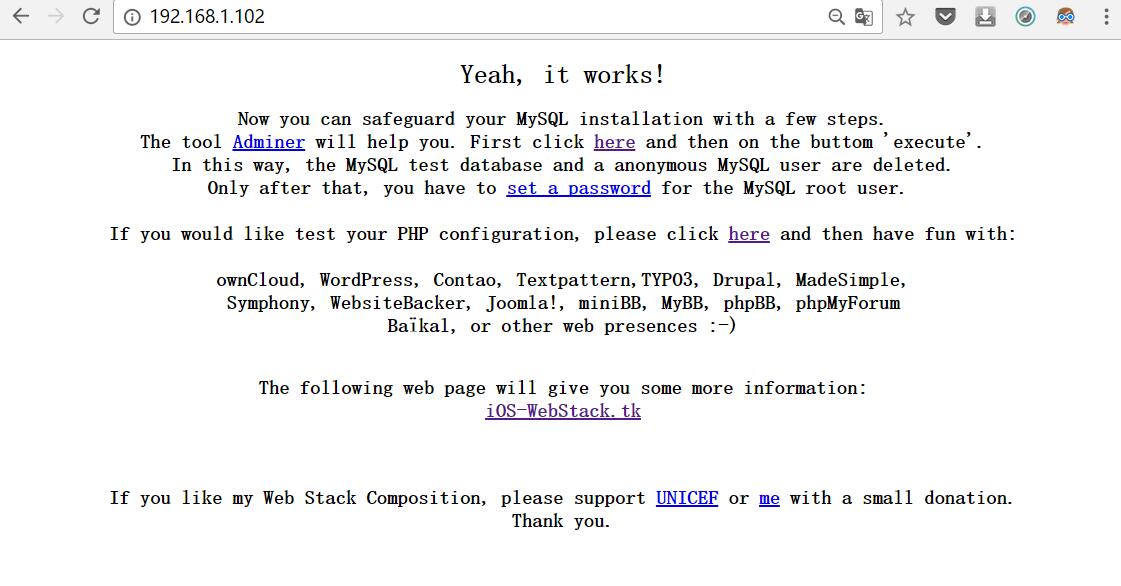 192.168.1.102
Yeah, it works!
Now you can safeguard your MySQL installation with a few steps.
The tool Adminer will help you. First click here and then on the buttom 'execute'.
In this way, the MySQL test database and a anonymous MySQL user are deleted.
Only after that, you have to set a password for the MySQL root user.
If you would like test your PHP configuration, please click here and then have fun with:
ownCloud, WordPress, Contao, Textpattern,TYPO3, Drupal, MadeSimple,
Symphony, WebsiteBacker, Joomla!, miniBB, MyBB, phpBB, phpMyForum
Baïkal, or other web presences :-)
The following web page will give you some more information:
iOS-WebStack.tk
If you like my Web Stack Composition, please support UNICEF or me with a small donation.
Thank you.